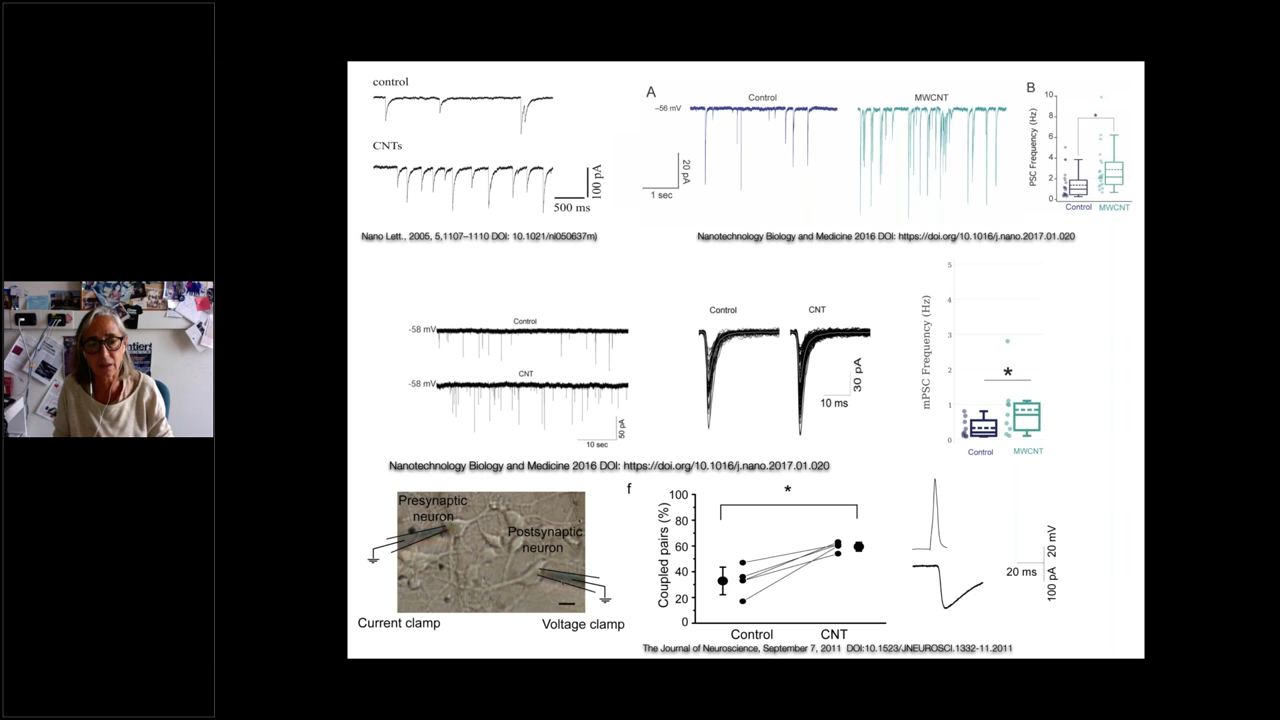 control
CNTs
100 pA
500 ms
Nano Lett., 2005, 5,1107–1110 DOI: 10.1021/nl050637m)
A
Control
MWCNT
–56 mV
20 pA
1 sec
B
PSC Frequency (Hz)
10
8
6
4
2
0
*
Control
MWCNT
Nanotechnology Biology and Medicine 2016 DOI: https://doi.org/10.1016/j.nano.2017.01.020
Control
-58 mV
CNT
-58 mV
50 pA
10 sec
Control
CNT
30 pA
10 ms
mPSC Frequency (Hz)
5
4
3
2
1
0
*
Control
MWCNT
Nanotechnology Biology and Medicine 2016 DOI: https://doi.org/10.1016/j.nano.2017.01.020
Presynaptic
neuron
Postsynaptic
neuron
Current clamp
Voltage clamp
f
Coupled pairs (%)
100
80
60
40
20
0
*
Control
CNT
20 ms
100 pA 20 mV
The Journal of Neuroscience, September 7, 2011 DOI:10.1523/JNEUROSCI.1332-11.2011